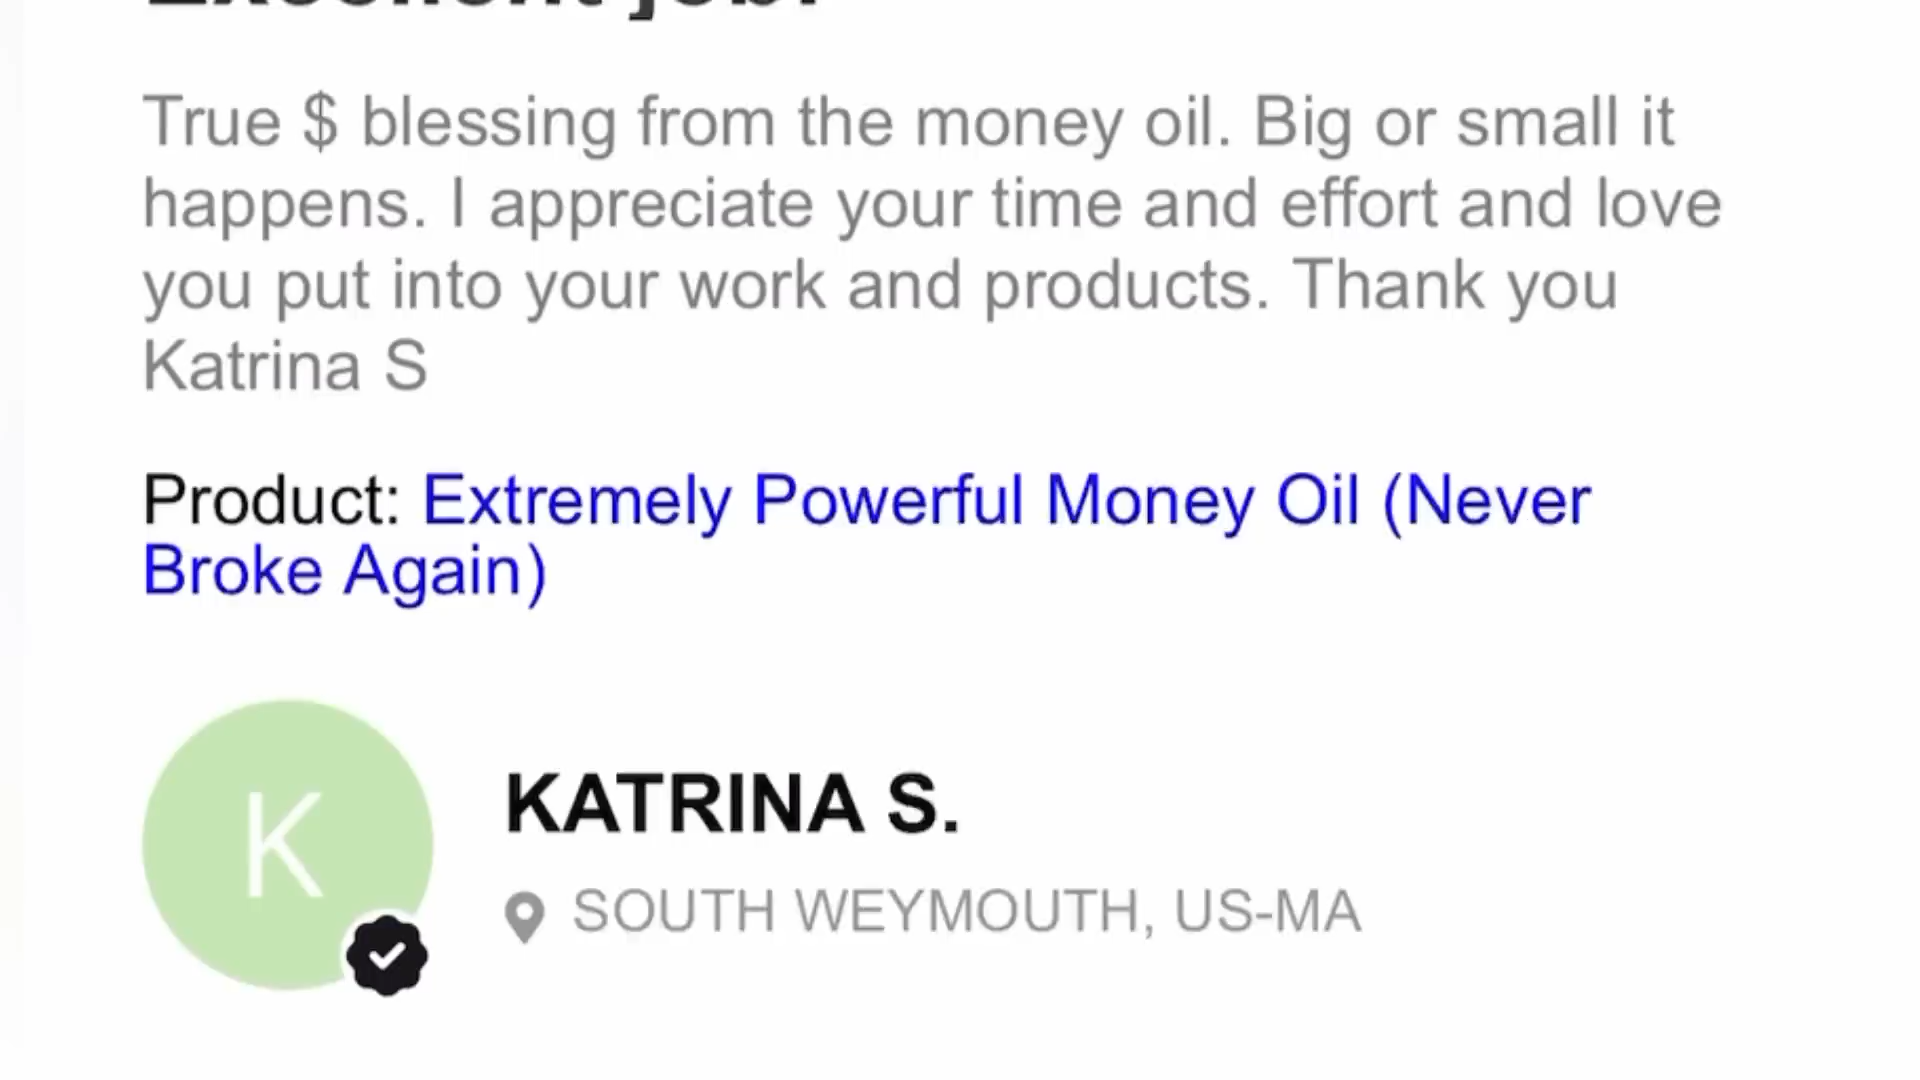 Excellent job!
True $ blessing from the money oil. Big or small it
happens. I appreciate your time and effort and love
you put into your work and products. Thank you
Katrina S
Product: Extremely Powerful Money Oil (Never
Broke Again)
K
KATRINA S.
SOUTH WEYMOUTH, US-MA